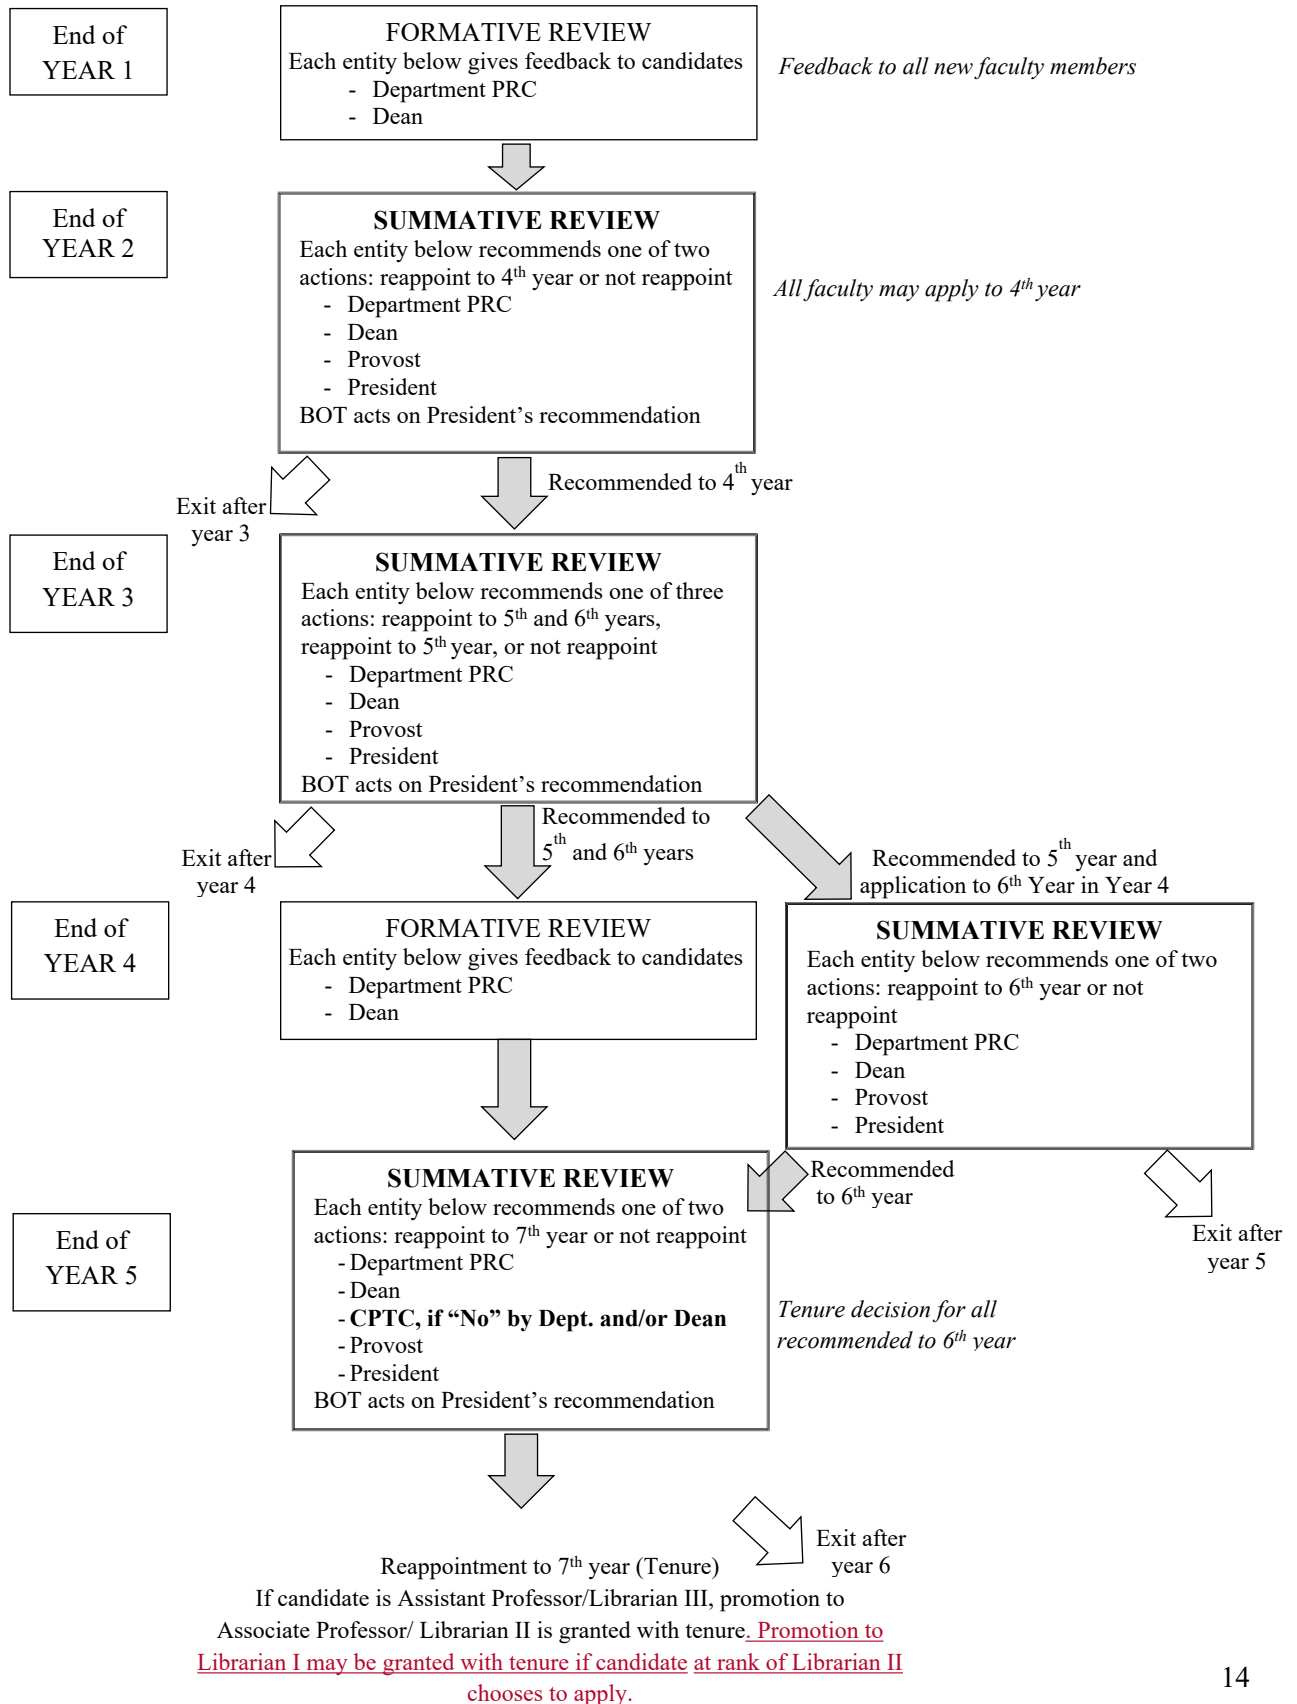 End of
YEAR 1
FORMATIVE REVIEW
Each entity below gives feedback to candidates
- Department PRC
- Dean
Feedback to all new faculty members
End of
YEAR 2
SUMMATIVE REVIEW
Each entity below recommends one of two
actions: reappoint to 4th year or not reappoint
- Department PRC
- Dean
- Provost
- President
BOT acts on President’s recommendation
All faculty may apply to 4th year
Exit after
year 3
Recommended to 4th year
End of
YEAR 3
SUMMATIVE REVIEW
Each entity below recommends one of three
actions: reappoint to 5th and 6th years,
reappoint to 5th year, or not reappoint
- Department PRC
- Dean
- Provost
- President
BOT acts on President’s recommendation
Exit after
year 4
Recommended to
5th and 6th years
Recommended to 5th year and
application to 6th Year in Year 4
End of
YEAR 4
FORMATIVE REVIEW
Each entity below gives feedback to candidates
- Department PRC
- Dean
SUMMATIVE REVIEW
Each entity below recommends one of two
actions: reappoint to 6th year or not
reappoint
- Department PRC
- Dean
- Provost
- President
Recommended
to 6th year
Exit after
year 5
End of
YEAR 5
SUMMATIVE REVIEW
Each entity below recommends one of two
actions: reappoint to 7th year or not reappoint
- Department PRC
- Dean
- CPTC, if “No” by Dept. and/or Dean
- Provost
- President
BOT acts on President’s recommendation
Tenure decision for all
recommended to 6th year
Exit after
year 6
Reappointment to 7th year (Tenure)
If candidate is Assistant Professor/Librarian III, promotion to
Associate Professor/ Librarian II is granted with tenure. Promotion to
Librarian I may be granted with tenure if candidate at rank of Librarian II
chooses to apply.
14